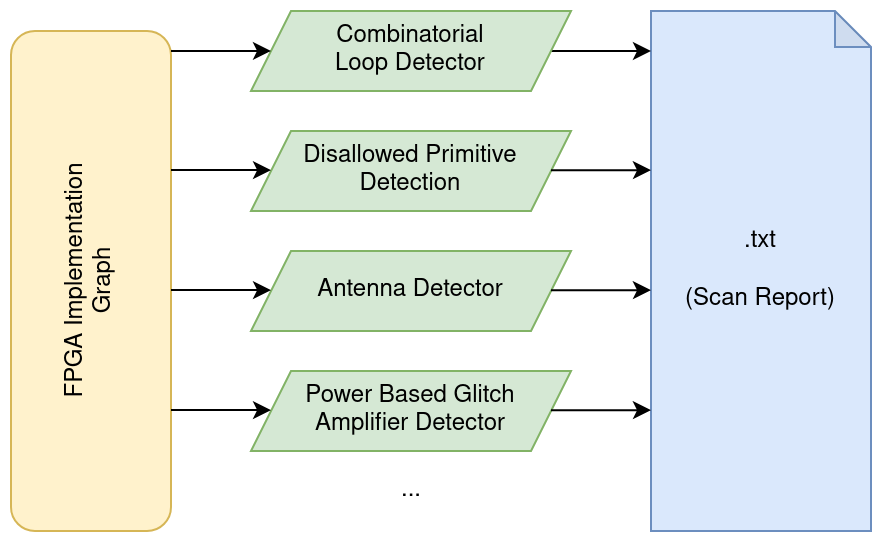 FPGA Implementation
Graph
Combinatorial
Loop Detector
Disallowed Primitive
Detection
Antenna Detector
Power Based Glitch
Amplifier Detector
...
.txt
(Scan Report)